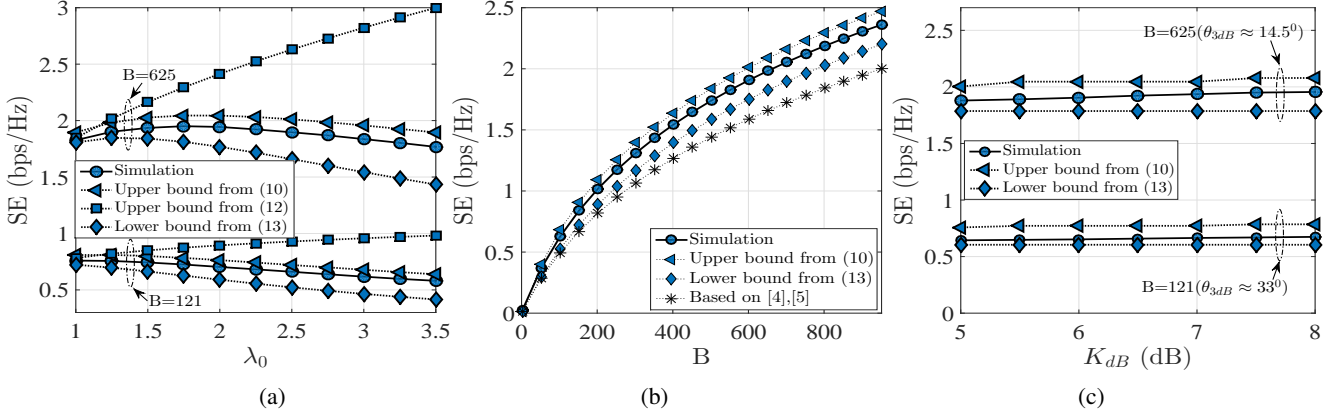 3
2.5
2
1.5
1
0.5
SE (bps/Hz)
B=625
Simulation
Upper bound from (10)
Upper bound from (12)
Lower bound from (13)
B=121
1 1.5 2 2.5 3 3.5
λ₀
(a)
2.5
2
1.5
1
0.5
0
SE (bps/Hz)
Simulation
Upper bound from (10)
Lower bound from (13)
Based on [4],[5]
200 400 600 800
B
(b)
2.5
2
1.5
1
0.5
0
SE (bps/Hz)
B=625(θ3dB ≈ 14.5⁰)
Simulation
Upper bound from (10)
Lower bound from (13)
B=121(θ3dB ≈ 33⁰)
5 6 7 8
KdB (dB)
(c)